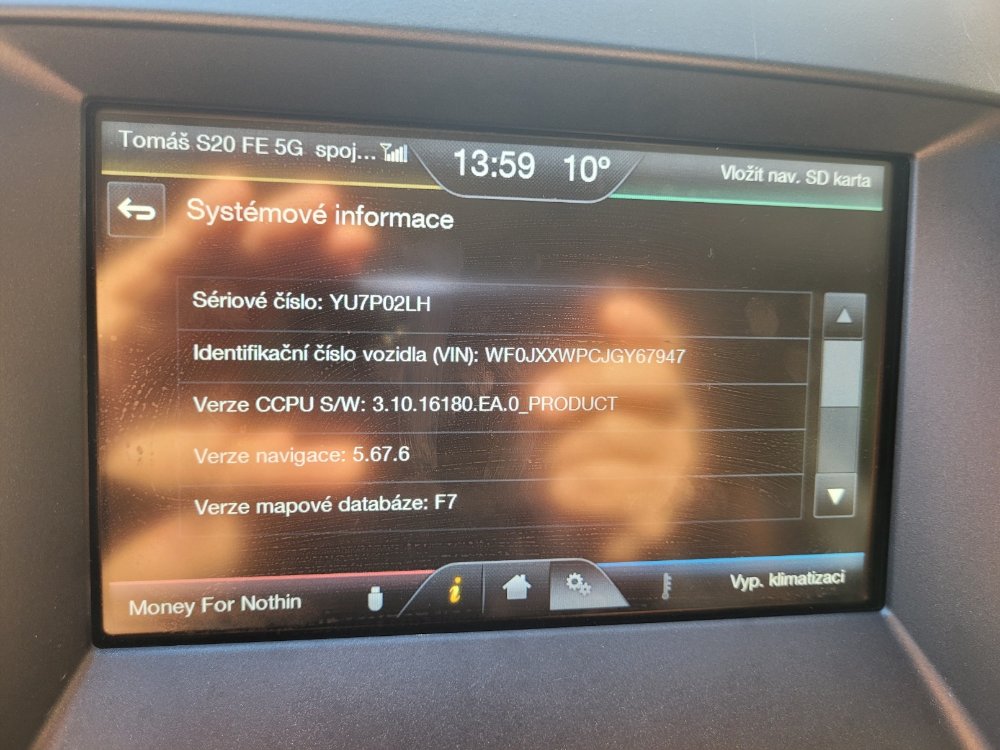 Tomáš S20 FE 5G spoj...
13:59 10°
Vložit nav. SD karta
Systémové informace
Sériové číslo: YU7P02LH
Identifikační číslo vozidla (VIN): WF0JXXWPCJGY67947
Verze CCPU S/W: 3.10.16180.EA.0_PRODUCT
Verze navigace: 5.67.6
Verze mapové databáze: F7
Money For Nothin
i
Vyp. klimatizaci